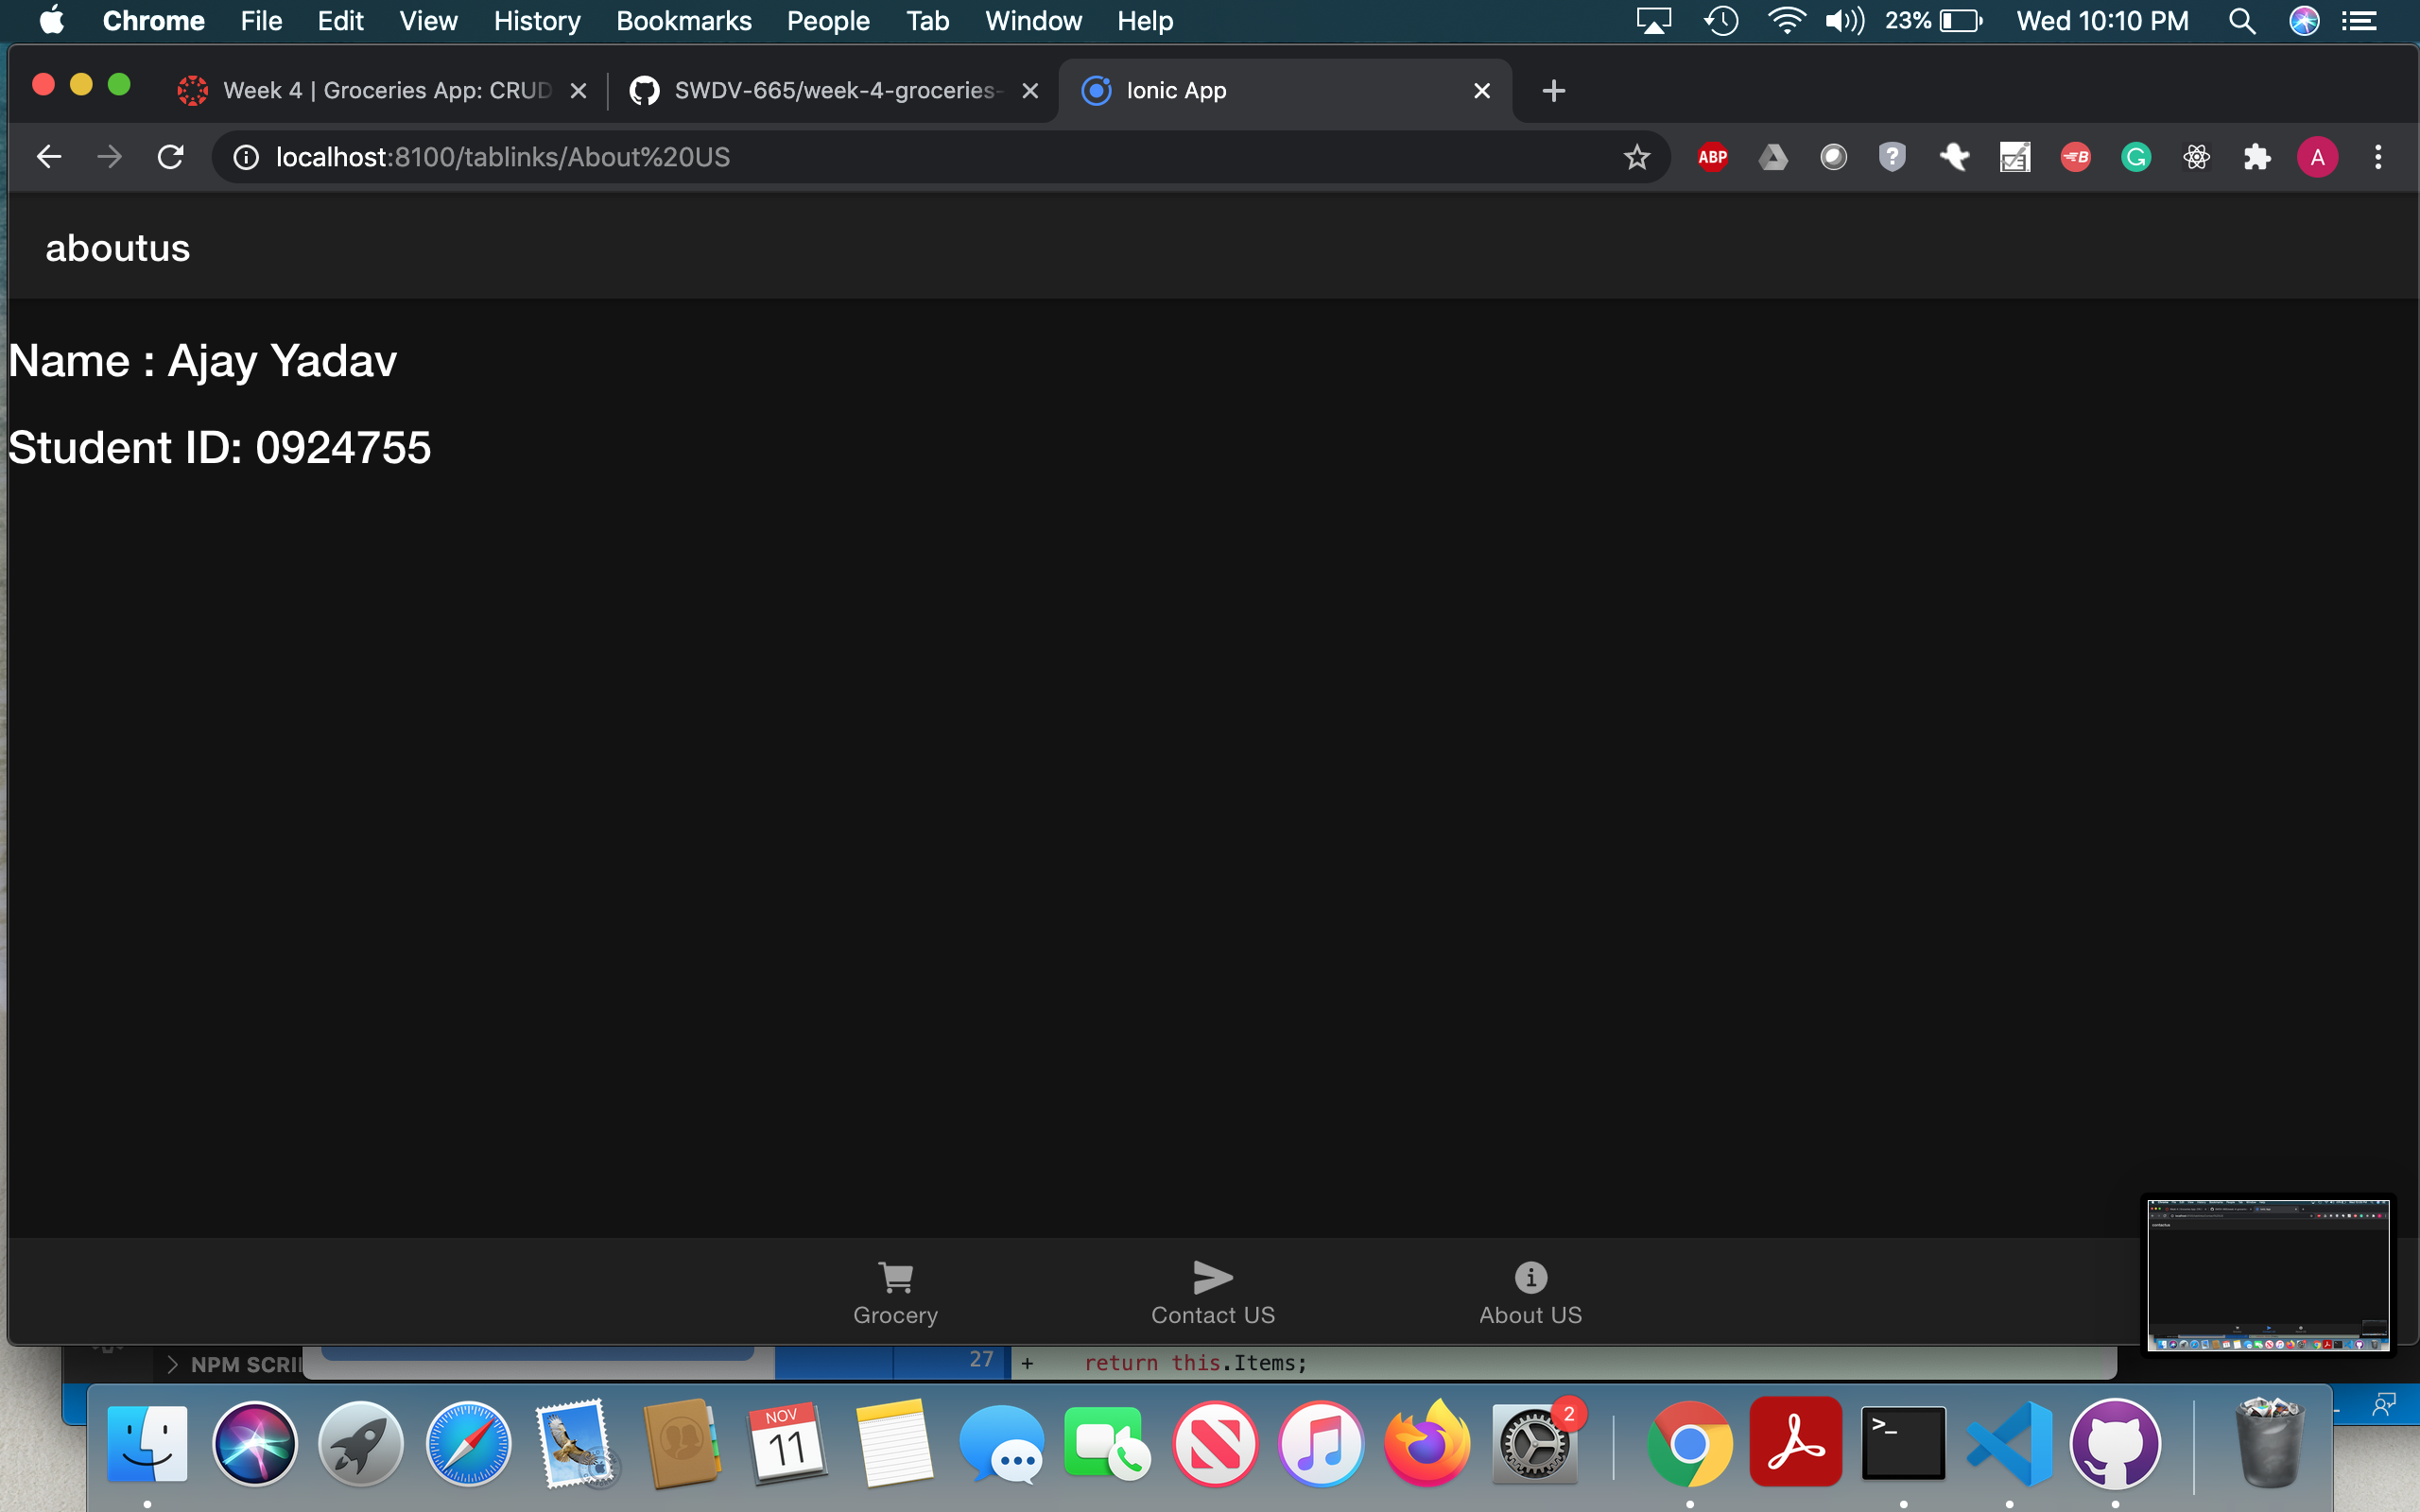 Chrome File Edit View History Bookmarks People Tab Window Help 23% Wed 10:10 PM
Week 4 | Groceries App: CRUD SWDV-665/week-4-groceries- Ionic App
localhost:8100/tablinks/About%20US ABP A
aboutus
Name : Ajay Yadav
Student ID: 0924755
Grocery Contact US About US
NPM SCRI 27 + return this.Items;
NOV 2
11